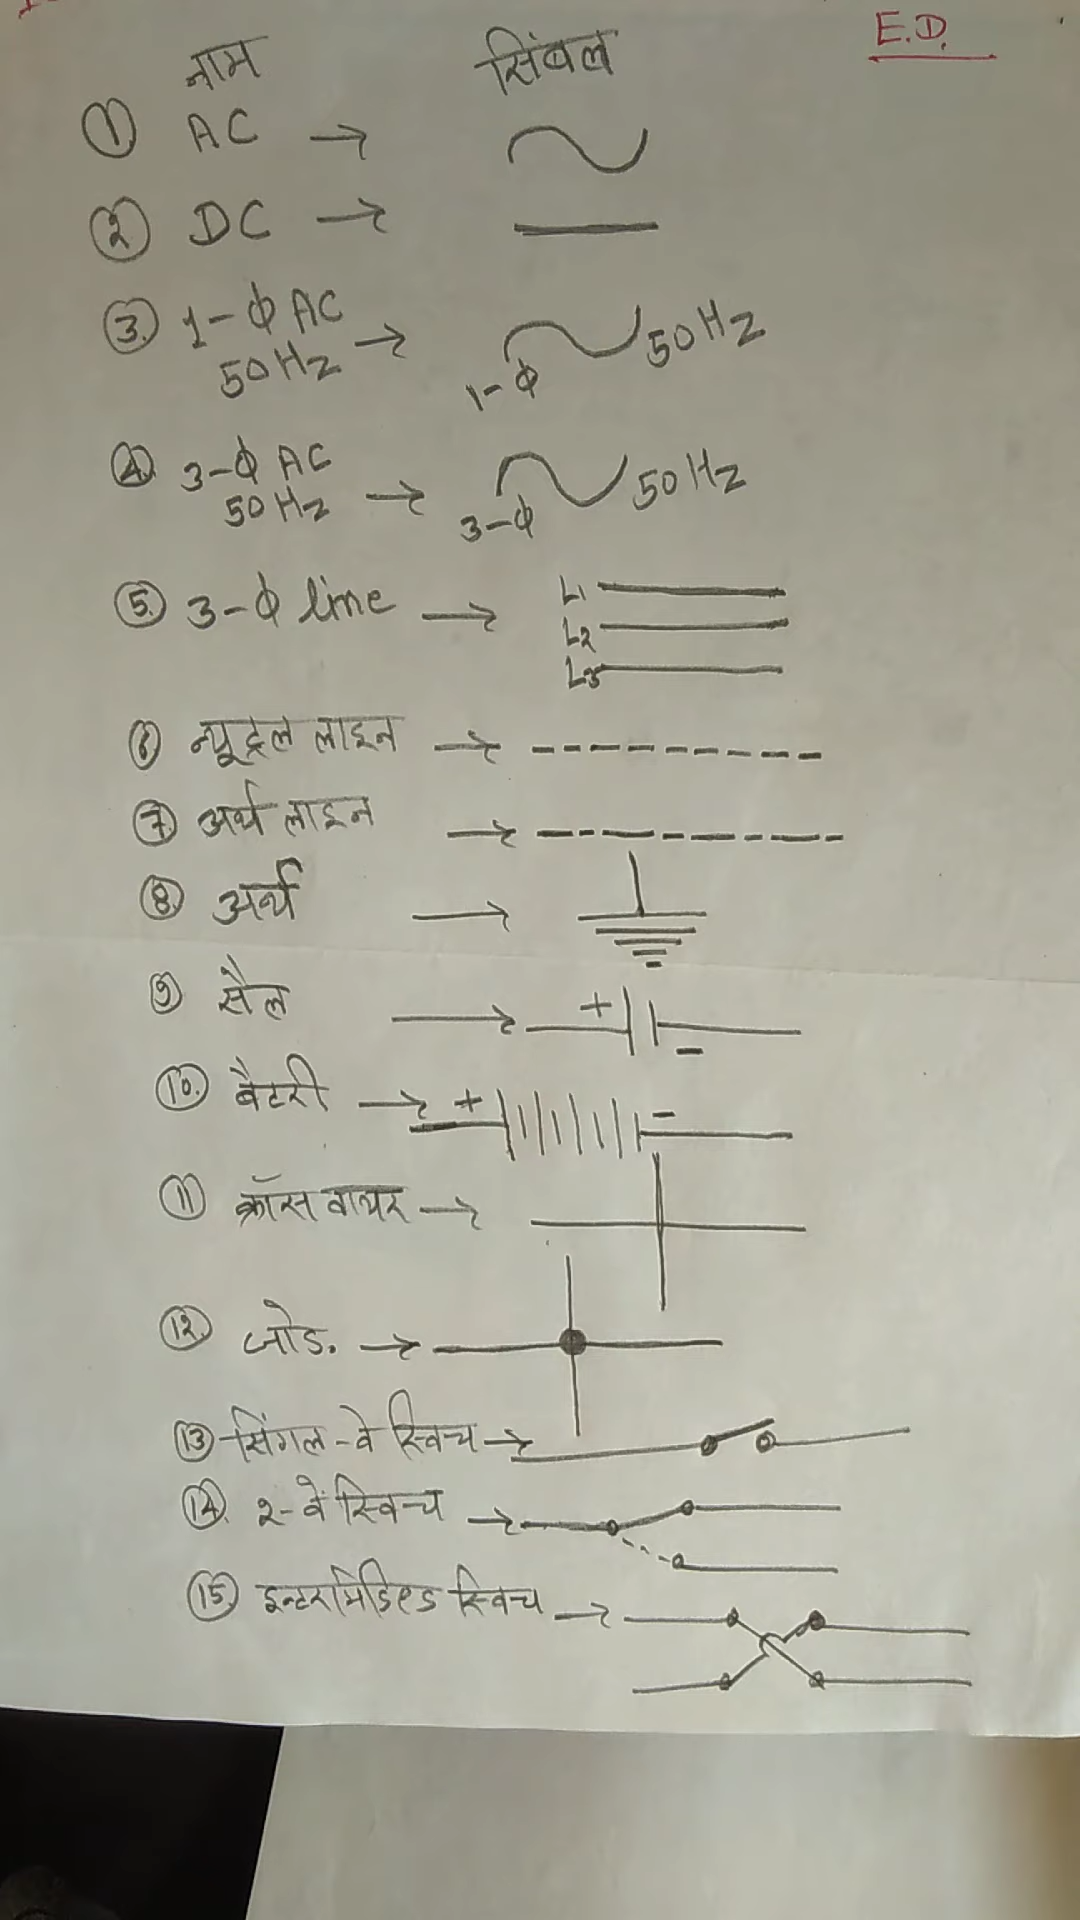 E.D.
नाम सिंबल
① AC →
② DC →
③. 1-ϕ AC
50Hz → 1-ϕ 50Hz
④. 3-ϕ AC
50Hz → 3-ϕ 50Hz
⑤. 3-ϕ line → L1
L2
L3
⑥ न्यूट्रल लाइन →
⑦ अर्थ लाइन →
⑧. अर्थ →
⑨ सैल → + -
⑩. बैटरी → + -
⑪ क्रॉस वायर →
⑫. जोड. →
⑬ सिंगल-वे स्विच →
⑭. २-वे स्विच →
⑮. इन्टरमिडिएड स्विच →